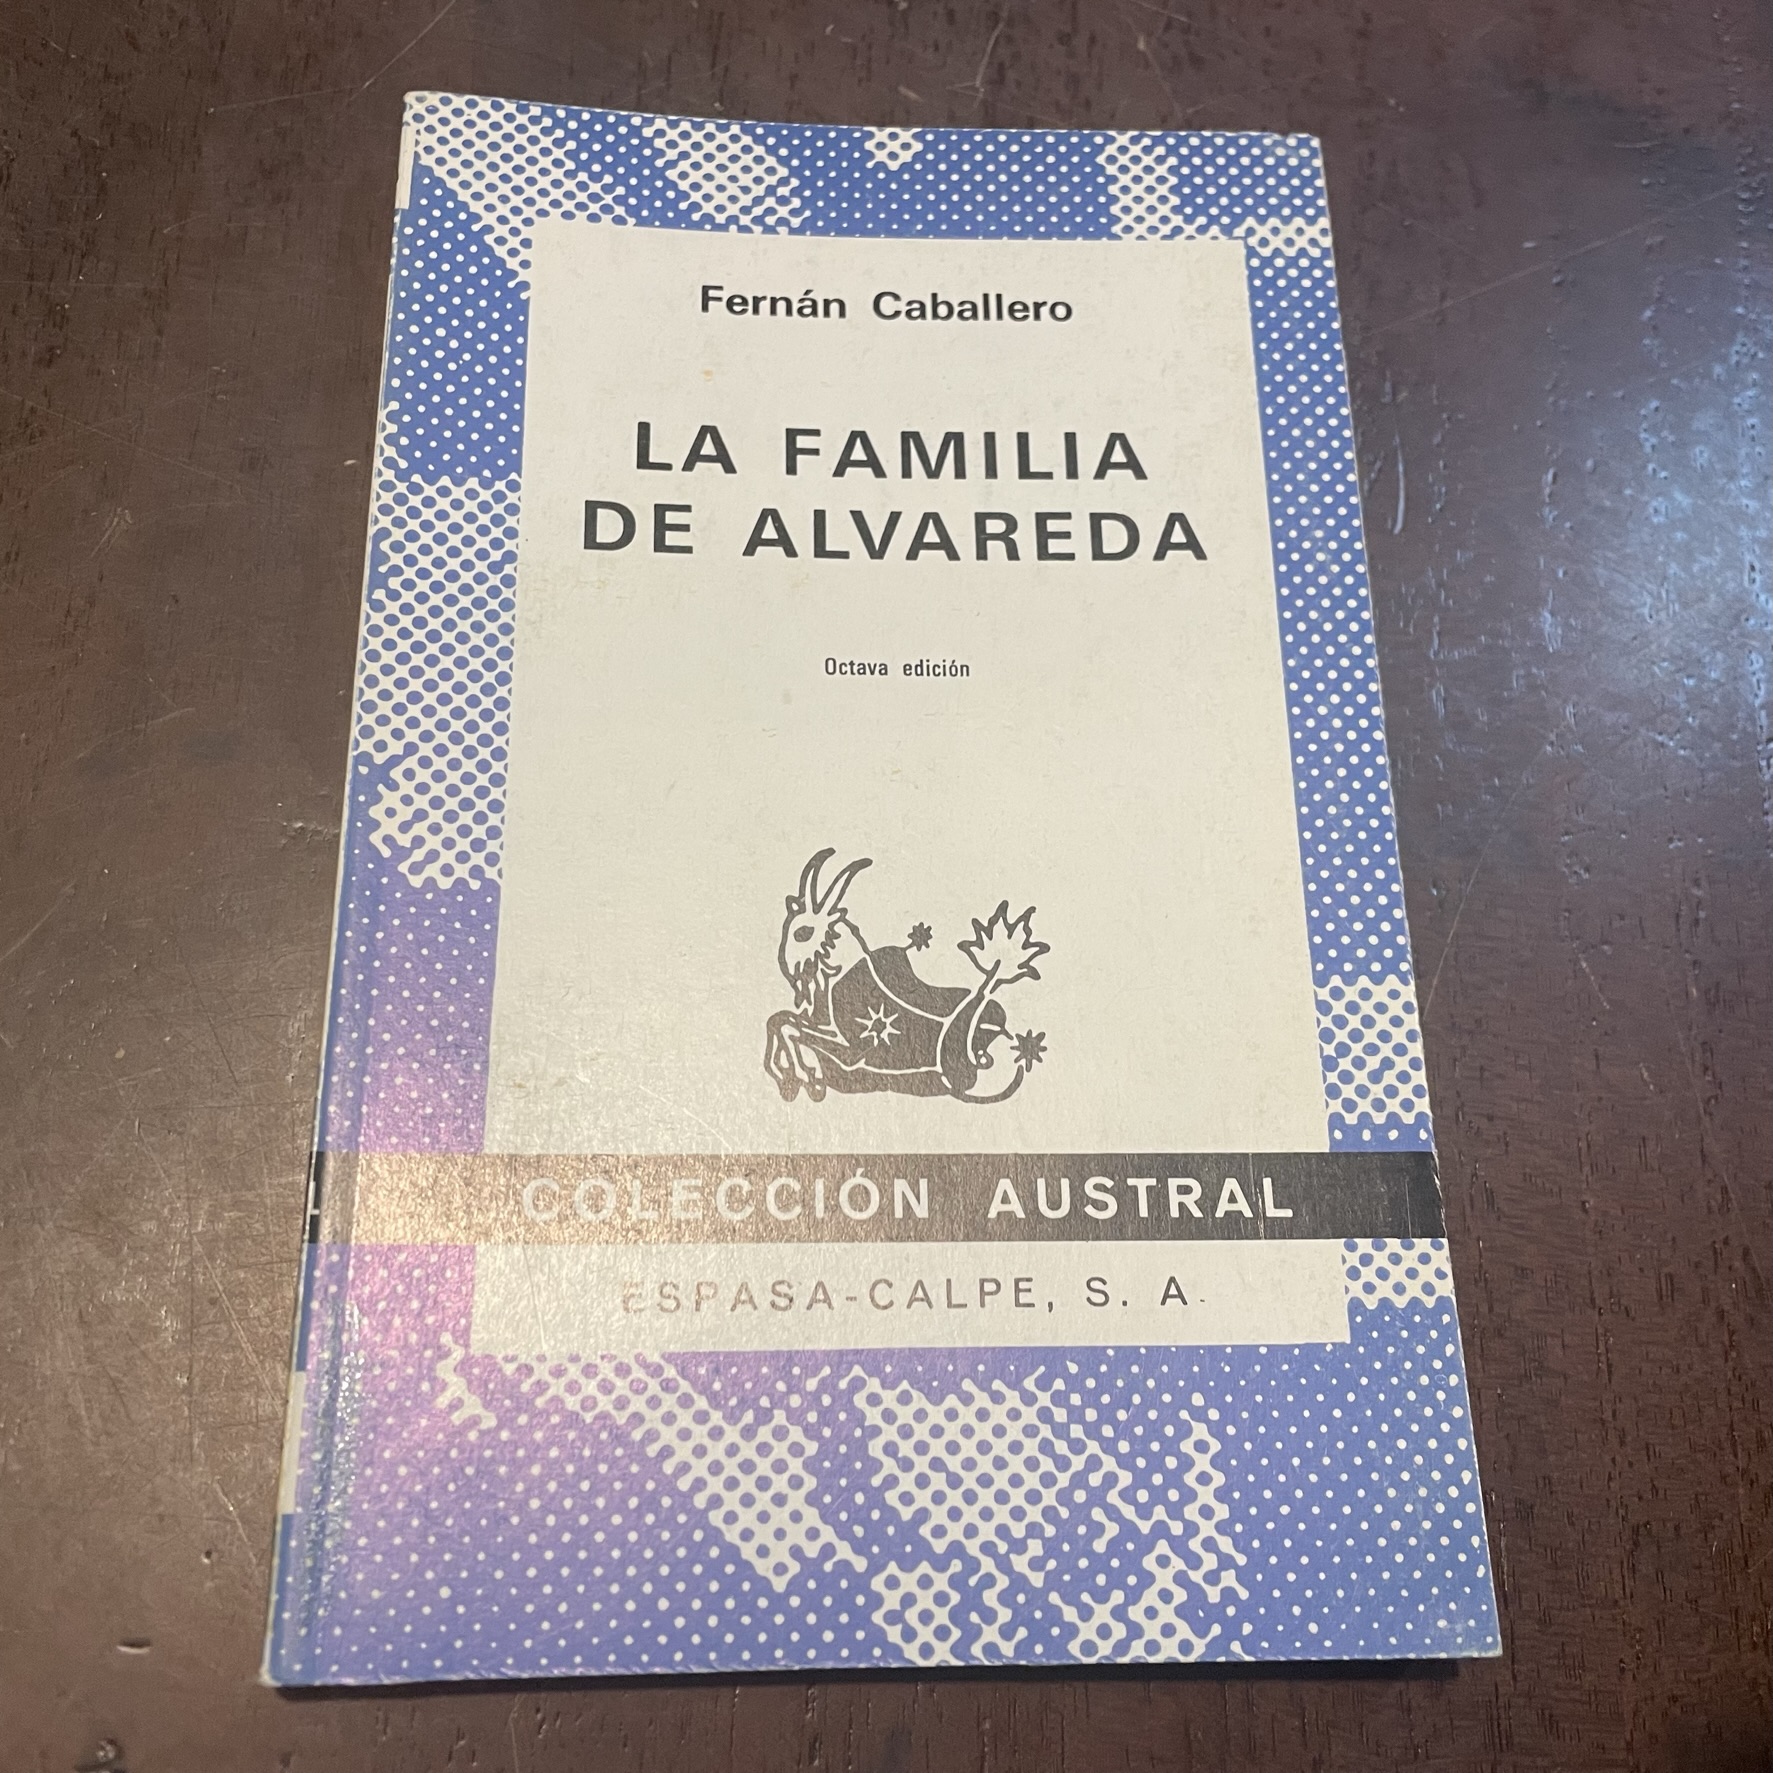 Fernán Caballero
LA FAMILIA
DE ALVAREDA
Octava edición
COLECCIÓN AUSTRAL
ESPASA-CALPE, S. A.